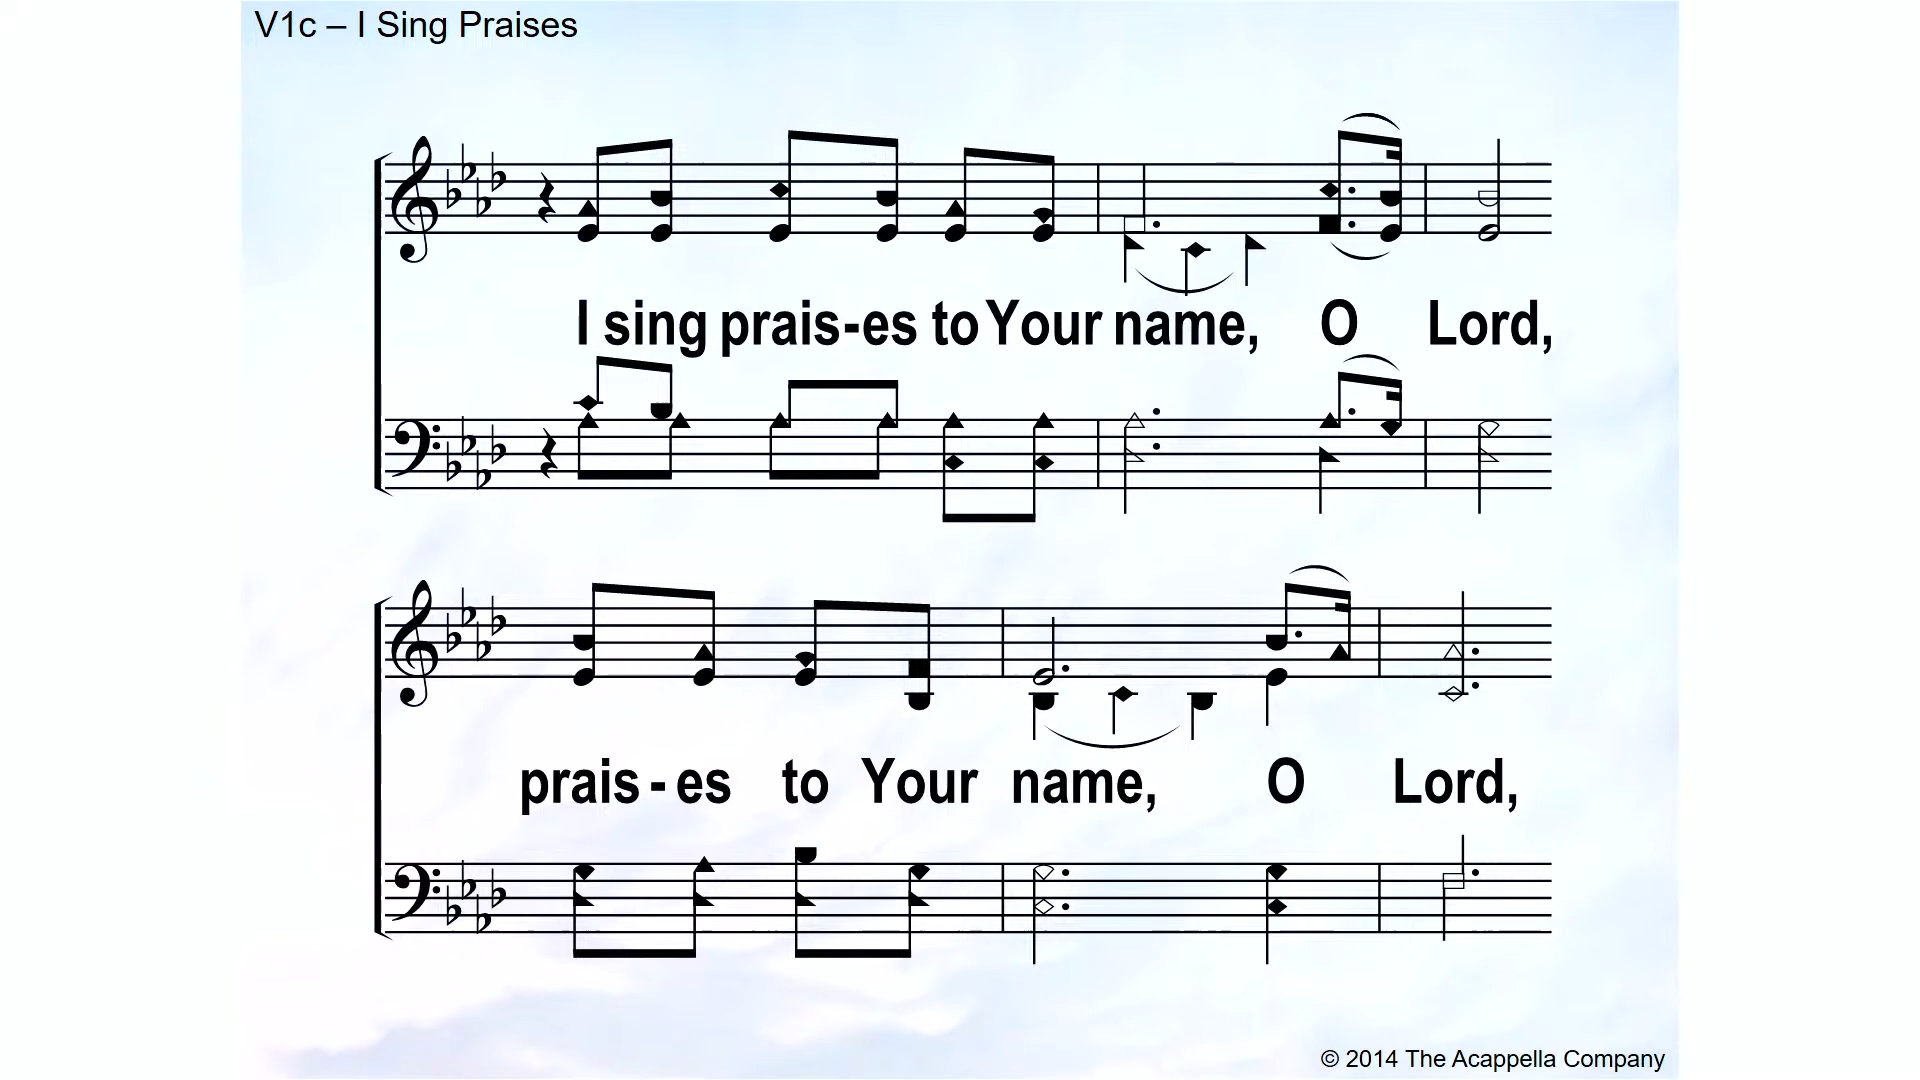 V1c – I Sing Praises
I sing prais-es to Your name, O Lord,
prais - es to Your name, O Lord,
© 2014 The Acappella Company